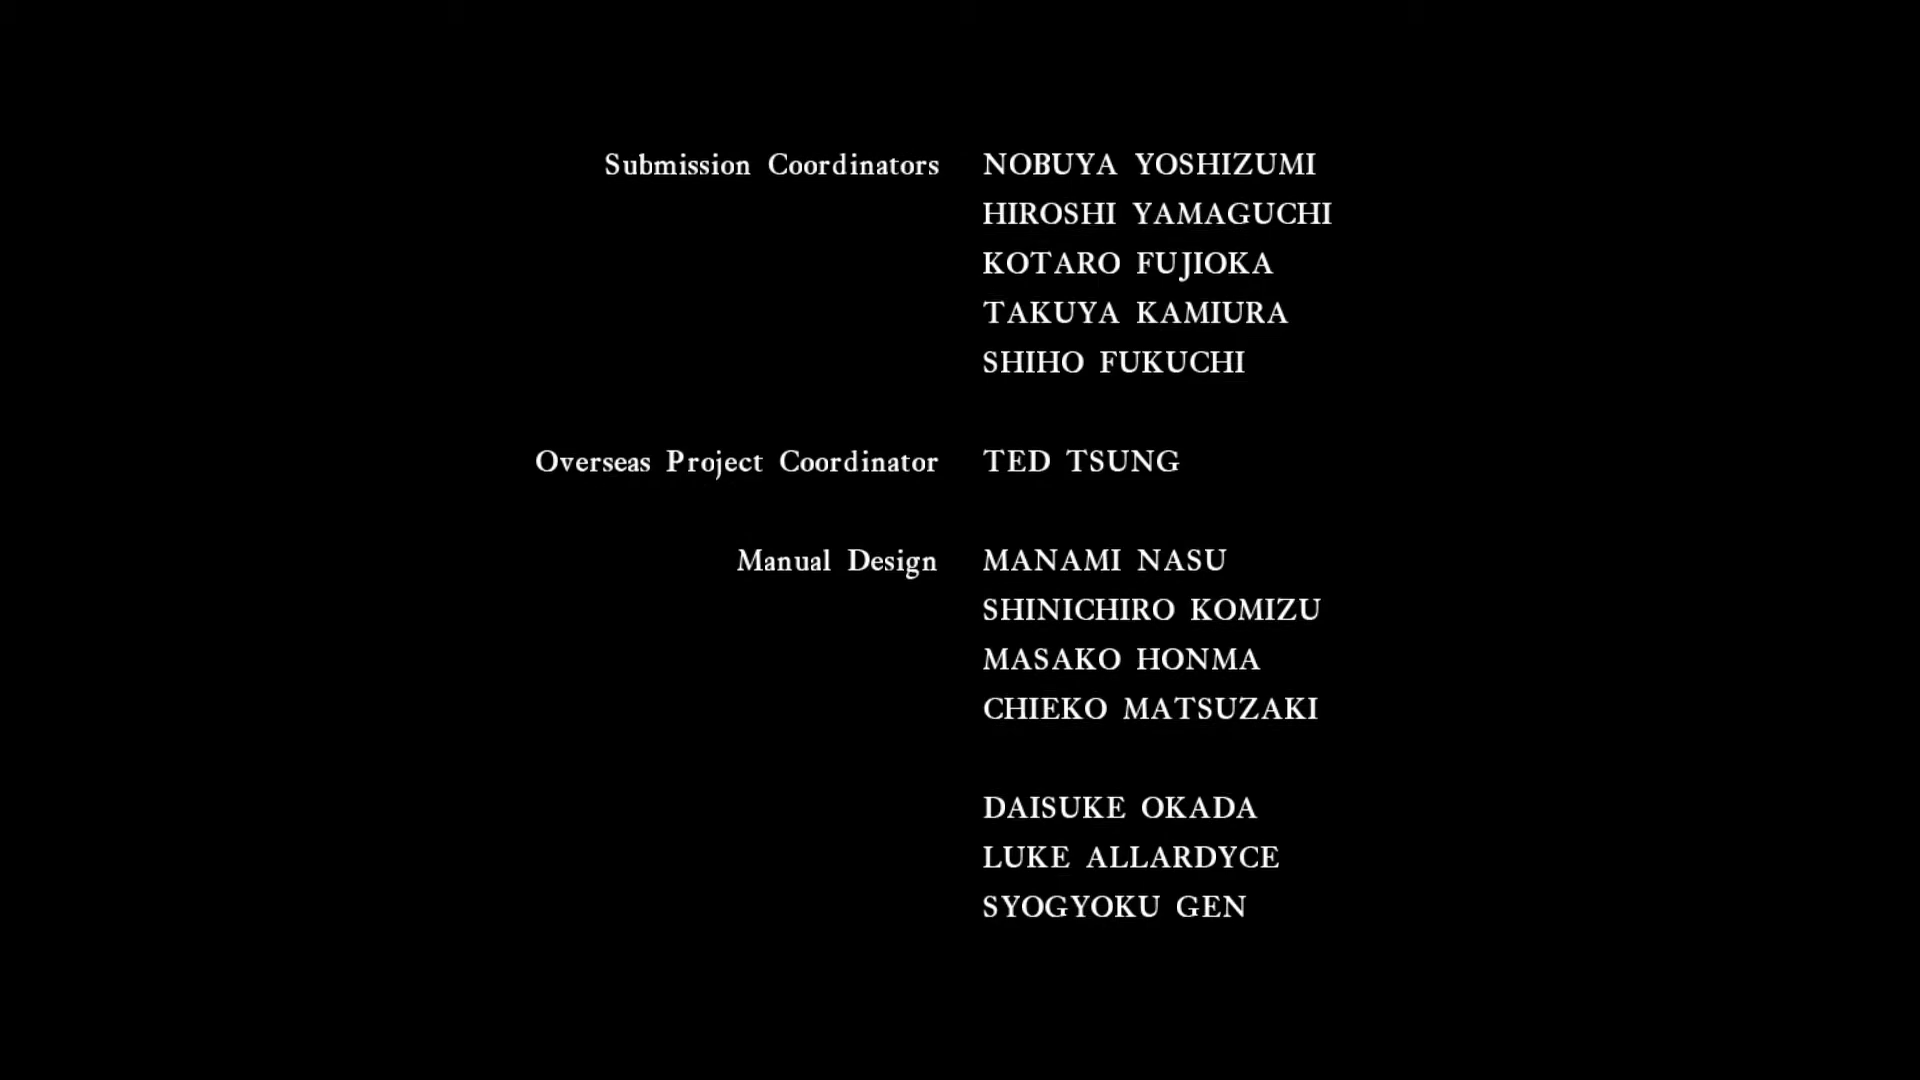 Submission Coordinators NOBUYA YOSHIZUMI
HIROSHI YAMAGUCHI
KOTARO FUJIOKA
TAKUYA KAMIURA
SHIHO FUKUCHI
Overseas Project Coordinator TED TSUNG
Manual Design MANAMI NASU
SHINICHIRO KOMIZU
MASAKO HONMA
CHIEKO MATSUZAKI
DAISUKE OKADA
LUKE ALLARDYCE
SYOGYOKU GEN